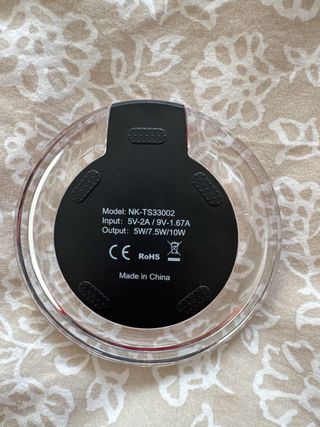 Model: NK-TS33002
Input: 5V-2A / 9V-1.67A
Output: 5W/7.5W/10W
CE RoHS
Made in China